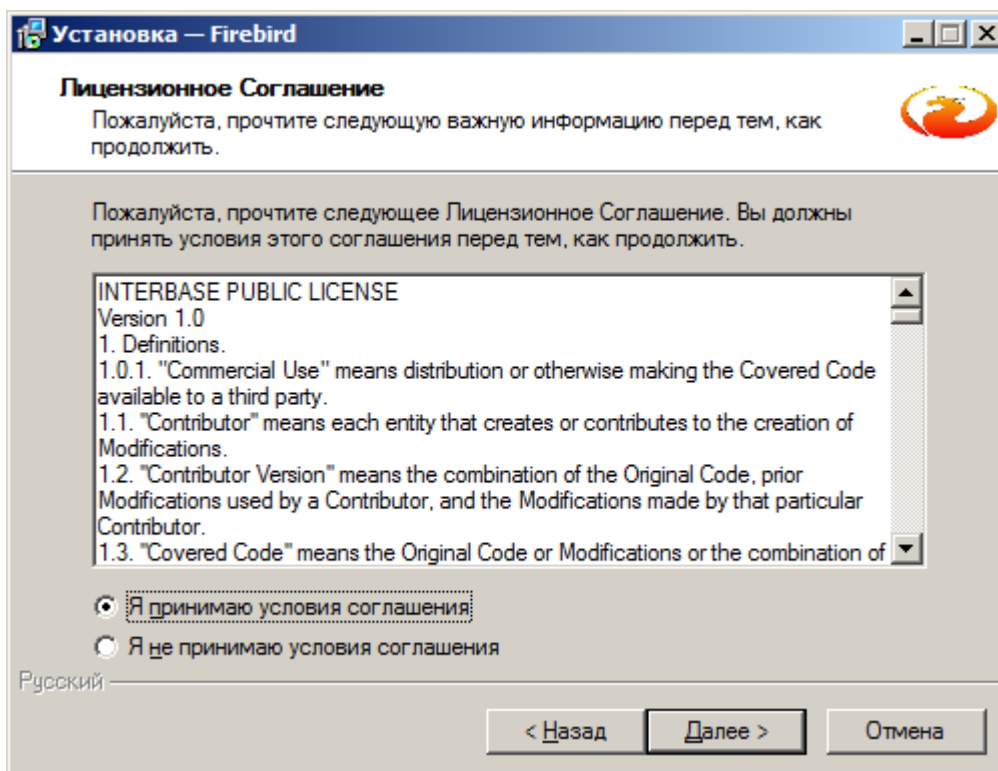 Установка — Firebird
Лицензионное Соглашение
Пожалуйста, прочтите следующую важную информацию перед тем, как
продолжить.
Пожалуйста, прочтите следующее Лицензионное Соглашение. Вы должны
принять условия этого соглашения перед тем, как продолжить.
INTERBASE PUBLIC LICENSE
Version 1.0
1. Definitions.
1.0.1. "Commercial Use" means distribution or otherwise making the Covered Code
available to a third party.
1.1. "Contributor" means each entity that creates or contributes to the creation of
Modifications.
1.2. "Contributor Version" means the combination of the Original Code, prior
Modifications used by a Contributor, and the Modifications made by that particular
Contributor.
1.3. "Covered Code" means the Original Code or Modifications or the combination of
Я принимаю условия соглашения
Я не принимаю условия соглашения
Русский
< Назад
Далее >
Отмена